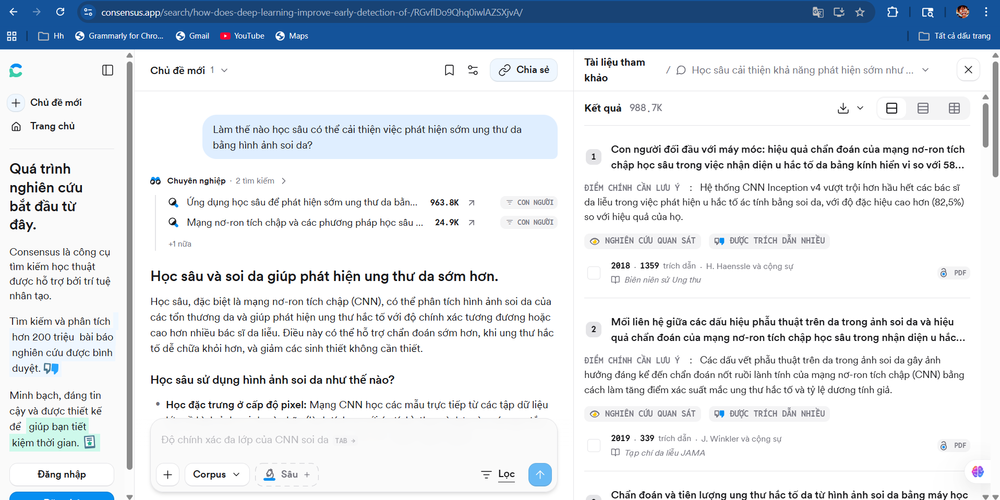 consensus.app/search/how-does-deep-learning-improve-early-detection-of-/RGvflDo9Qhq0iwlAZSXjvA/
Hh
Grammarly for Chro...
Gmail
YouTube
Maps
Tất cả dấu trang
Chủ đề mới
Trang chủ
Quá trình
nghiên cứu
bắt đầu từ
đây.
Consensus là công cụ
tìm kiếm học thuật
được hỗ trợ bởi trí tuệ
nhân tạo.
Tìm kiếm và phân tích
hơn 200 triệu bài báo
nghiên cứu được bình
duyệt.
Minh bạch, đáng tin
cậy và được thiết kế
để giúp bạn tiết
kiệm thời gian.
Đăng nhập
Chủ đề mới 1
Chia sẻ
Làm thế nào học sâu có thể cải thiện việc phát hiện sớm ung thư da
bằng hình ảnh soi da?
Chuyên nghiệp · 2 tìm kiếm
Ứng dụng học sâu để phát hiện sớm ung thư da bằn... 963.8K CON NGƯỜI
Mạng nơ-ron tích chập và các phương pháp học sâu ... 24.9K CON NGƯỜI
+1 nữa
Học sâu và soi da giúp phát hiện ung thư da sớm hơn.
Học sâu, đặc biệt là mạng nơ-ron tích chập (CNN), có thể phân tích hình ảnh soi da của
các tổn thương da và giúp phát hiện ung thư hắc tố với độ chính xác tương đương hoặc
cao hơn nhiều bác sĩ da liễu. Điều này có thể hỗ trợ chẩn đoán sớm hơn, khi ung thư hắc
tố dễ chữa khỏi hơn, và giảm các sinh thiết không cần thiết.
Học sâu sử dụng hình ảnh soi da như thế nào?
• Học đặc trưng ở cấp độ pixel: Mạng CNN học các mẫu trực tiếp từ các tập dữ liệu
Độ chính xác đa lớp của CNN soi da TAB →
Corpus
Sâu +
Lọc
Tài liệu tham
khảo
/ Học sâu cải thiện khả năng phát hiện sớm như ...
Kết quả 988.7K
1
Con người đối đầu với máy móc: hiệu quả chẩn đoán của mạng nơ-ron tích
chập học sâu trong việc nhận diện u hắc tố da bằng kính hiển vi so với 58...
ĐIỂM CHÍNH CẦN LƯU Ý : Hệ thống CNN Inception v4 vượt trội hơn hầu hết các bác sĩ
da liễu trong việc phát hiện u hắc tố ác tính bằng soi da, với độ đặc hiệu cao hơn (82,5%)
so với hiệu quả của họ.
NGHIÊN CỨU QUAN SÁT
ĐƯỢC TRÍCH DẪN NHIỀU
2018 · 1359 trích dẫn · H. Haenssle và cộng sự
Biên niên sử Ung thư
PDF
2
Mối liên hệ giữa các dấu hiệu phẫu thuật trên da trong ảnh soi da và hiệu
quả chẩn đoán của mạng nơ-ron tích chập học sâu trong nhận diện u hắc...
ĐIỂM CHÍNH CẦN LƯU Ý : Các dấu vết phẫu thuật trên da trong ảnh soi da gây ảnh
hưởng đáng kể đến chẩn đoán nốt ruồi lành tính của mạng nơ-ron tích chập (CNN) bằng
cách làm tăng điểm xác suất mắc ung thư hắc tố và tỷ lệ dương tính giả.
NGHIÊN CỨU QUAN SÁT
ĐƯỢC TRÍCH DẪN NHIỀU
2019 · 339 trích dẫn · J. Winkler và cộng sự
Tạp chí da liễu JAMA
PDF
Chẩn đoán và tiên lượng ung thư hắc tố da từ hình ảnh soi da bằng máy học